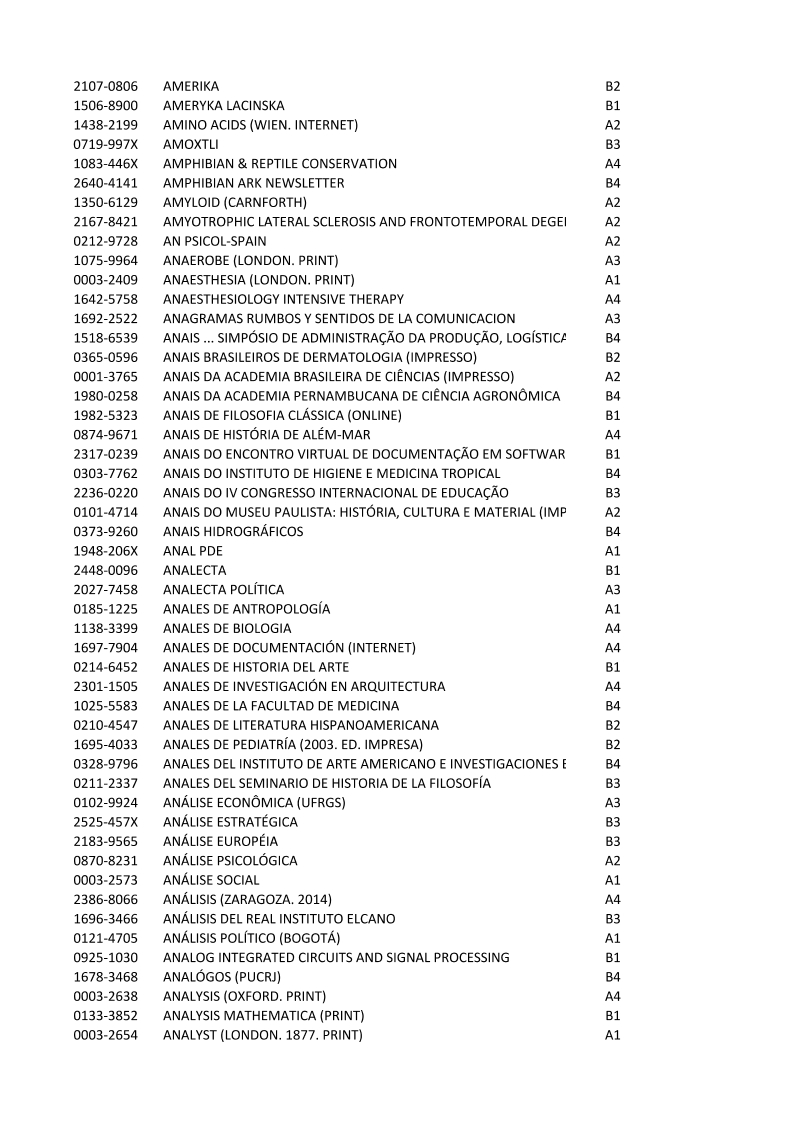 2107-0806 AMERIKA B2
1506-8900 AMERYKA LACINSKA B1
1438-2199 AMINO ACIDS (WIEN. INTERNET) A2
0719-997X AMOXTLI B3
1083-446X AMPHIBIAN & REPTILE CONSERVATION A4
2640-4141 AMPHIBIAN ARK NEWSLETTER B4
1350-6129 AMYLOID (CARNFORTH) A2
2167-8421 AMYOTROPHIC LATERAL SCLEROSIS AND FRONTOTEMPORAL DEGEI A2
0212-9728 AN PSICOL-SPAIN A2
1075-9964 ANAEROBE (LONDON. PRINT) A3
0003-2409 ANAESTHESIA (LONDON. PRINT) A1
1642-5758 ANAESTHESIOLOGY INTENSIVE THERAPY A4
1692-2522 ANAGRAMAS RUMBOS Y SENTIDOS DE LA COMUNICACION A3
1518-6539 ANAIS ... SIMPÓSIO DE ADMINISTRAÇÃO DA PRODUÇÃO, LOGÍSTICA B4
0365-0596 ANAIS BRASILEIROS DE DERMATOLOGIA (IMPRESSO) B2
0001-3765 ANAIS DA ACADEMIA BRASILEIRA DE CIÊNCIAS (IMPRESSO) A2
1980-0258 ANAIS DA ACADEMIA PERNAMBUCANA DE CIÊNCIA AGRONÔMICA B4
1982-5323 ANAIS DE FILOSOFIA CLÁSSICA (ONLINE) B1
0874-9671 ANAIS DE HISTÓRIA DE ALÉM-MAR A4
2317-0239 ANAIS DO ENCONTRO VIRTUAL DE DOCUMENTAÇÃO EM SOFTWAR B1
0303-7762 ANAIS DO INSTITUTO DE HIGIENE E MEDICINA TROPICAL B4
2236-0220 ANAIS DO IV CONGRESSO INTERNACIONAL DE EDUCAÇÃO B3
0101-4714 ANAIS DO MUSEU PAULISTA: HISTÓRIA, CULTURA E MATERIAL (IMP A2
0373-9260 ANAIS HIDROGRÁFICOS B4
1948-206X ANAL PDE A1
2448-0096 ANALECTA B1
2027-7458 ANALECTA POLÍTICA A3
0185-1225 ANALES DE ANTROPOLOGÍA A1
1138-3399 ANALES DE BIOLOGIA A4
1697-7904 ANALES DE DOCUMENTACIÓN (INTERNET) A4
0214-6452 ANALES DE HISTORIA DEL ARTE B1
2301-1505 ANALES DE INVESTIGACIÓN EN ARQUITECTURA A4
1025-5583 ANALES DE LA FACULTAD DE MEDICINA B4
0210-4547 ANALES DE LITERATURA HISPANOAMERICANA B2
1695-4033 ANALES DE PEDIATRÍA (2003. ED. IMPRESA) B2
0328-9796 ANALES DEL INSTITUTO DE ARTE AMERICANO E INVESTIGACIONES E B4
0211-2337 ANALES DEL SEMINARIO DE HISTORIA DE LA FILOSOFÍA B3
0102-9924 ANÁLISE ECONÔMICA (UFRGS) A3
2525-457X ANÁLISE ESTRATÉGICA B3
2183-9565 ANÁLISE EUROPÉIA B3
0870-8231 ANÁLISE PSICOLÓGICA A2
0003-2573 ANÁLISE SOCIAL A1
2386-8066 ANÁLISIS (ZARAGOZA. 2014) A4
1696-3466 ANÁLISIS DEL REAL INSTITUTO ELCANO B3
0121-4705 ANÁLISIS POLÍTICO (BOGOTÁ) A1
0925-1030 ANALOG INTEGRATED CIRCUITS AND SIGNAL PROCESSING B1
1678-3468 ANALÓGOS (PUCRJ) B4
0003-2638 ANALYSIS (OXFORD. PRINT) A4
0133-3852 ANALYSIS MATHEMATICA (PRINT) B1
0003-2654 ANALYST (LONDON. 1877. PRINT) A1